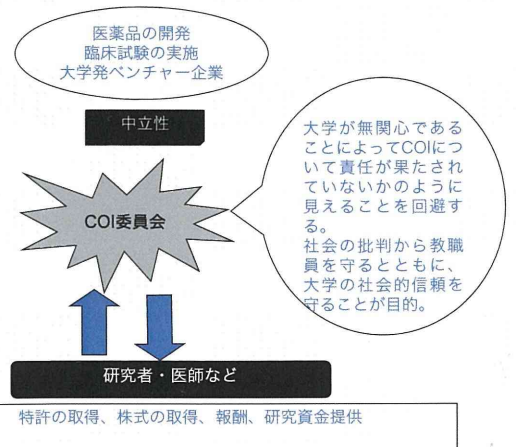 医薬品の開発
臨床試験の実施
大学発ベンチャー企業
中立性
大学が無関心である
ことによってCOIにつ
いて責任が果たされ
ていないかのように
見えることを回避す
る。
社会の批判から教職
員を守るとともに、
大学の社会的信頼を
守ることが目的。
COI委員会
研究者・医師など
特許の取得、株式の取得、報酬、研究資金提供